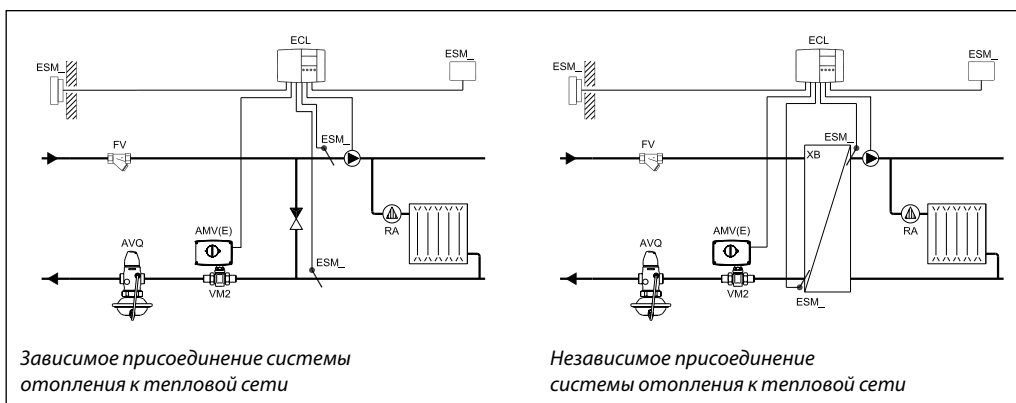 ECL
ESM_
ESM_
FV
ESM_
AMV(E)
AVQ
RA
ESM_
VM2
Зависимое присоединение системы
отопления к тепловой сети
ECL
ESM_
ESM_
FV
ESM_
XB
AMV(E)
AVQ
RA
VM2
ESM_
Независимое присоединение
системы отопления к тепловой сети